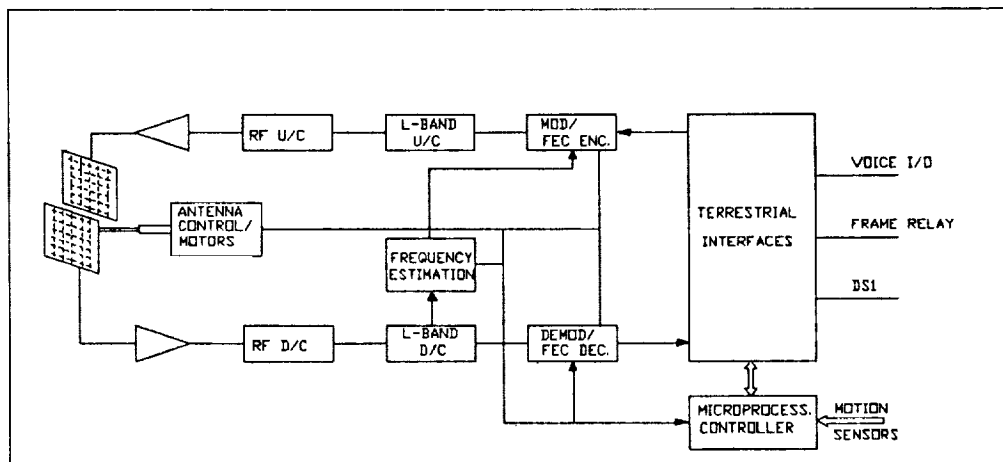 RF U/C
L-BAND
U/C
MOD/
FEC ENC.
VOICE I/O
ANTENNA
CONTROL/
MOTORS
TERRESTRIAL
INTERFACES
FRAME RELAY
FREQUENCY
ESTIMATION
DS1
RF D/C
L-BAND
D/C
DEMOD/
FEC DEC.
MICROPROCESS.
CONTROLLER
MOTION
SENSORS